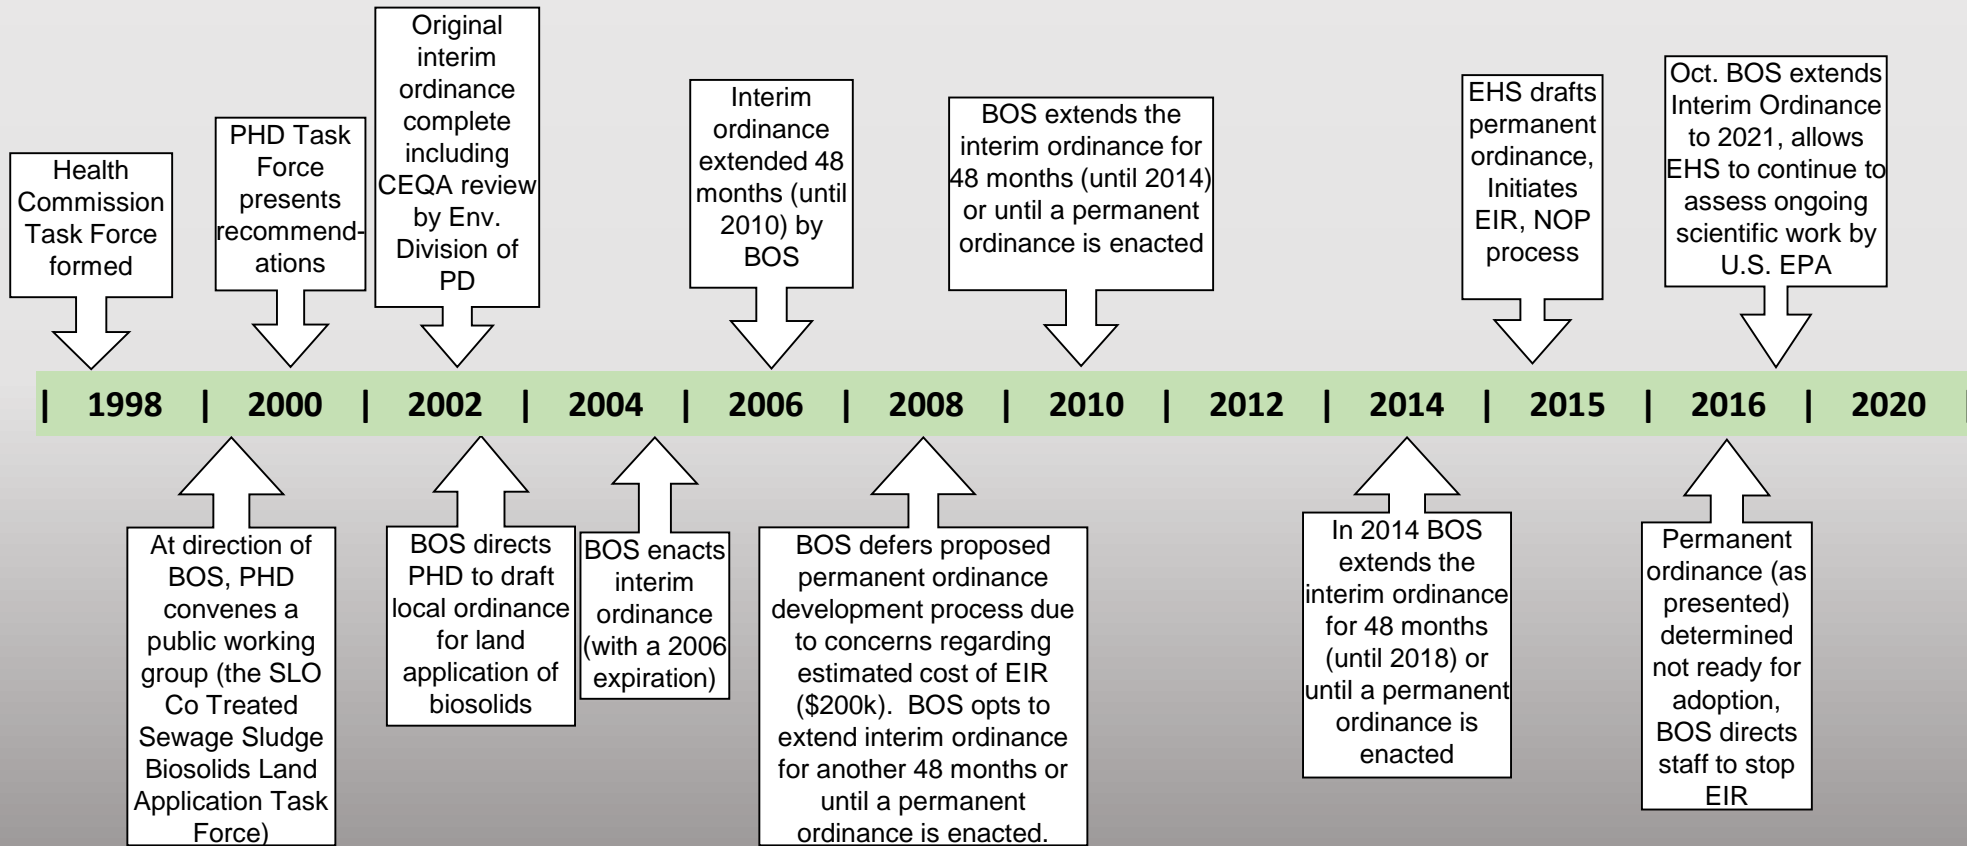 Health
Commission
Task Force
formed
PHD Task
Force
presents
recommend-
ations
Original
interim
ordinance
complete
including
CEQA review
by Env.
Division of
PD
Interim
ordinance
extended 48
months (until
2010) by
BOS
BOS extends the
interim ordinance for
48 months (until 2014)
or until a permanent
ordinance is enacted
EHS drafts
permanent
ordinance,
Initiates
EIR, NOP
process
Oct. BOS extends
Interim Ordinance
to 2021, allows
EHS to continue to
assess ongoing
scientific work by
U.S. EPA
| 1998 | 2000 | 2002 | 2004 | 2006 | 2008 | 2010 | 2012 | 2014 | 2015 | 2016 | 2020 |
At direction of
BOS, PHD
convenes a
public working
group (the SLO
Co Treated
Sewage Sludge
Biosolids Land
Application Task
Force)
BOS directs
PHD to draft
local ordinance
for land
application of
biosolids
BOS enacts
interim
ordinance
(with a 2006
expiration)
BOS defers proposed
permanent ordinance
development process due
to concerns regarding
estimated cost of EIR
($200k).  BOS opts to
extend interim ordinance
for another 48 months or
until a permanent
ordinance is enacted.
In 2014 BOS
extends the
interim ordinance
for 48 months
(until 2018) or
until a permanent
ordinance is
enacted
Permanent
ordinance (as
presented)
determined
not ready for
adoption,
BOS directs
staff to stop
EIR